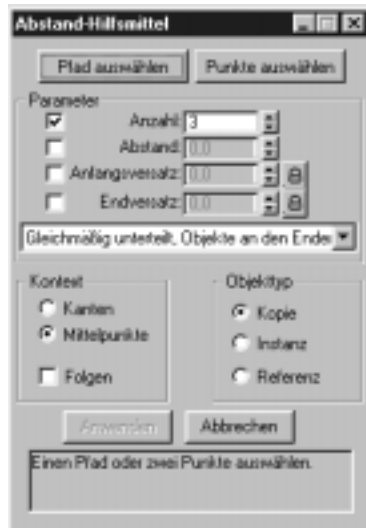 Abstand-Hilfsmittel
Pfad auswählen Punkte auswählen
Parameter
Anzahl: 3
Abstand: 0,0
Anfangsversatz: 0,0
Endversatz: 0,0
Gleichmäßig unterteilt, Objekte an den Enden
Kontext Objekttyp
Kanten Kopie
Mittelpunkte Instanz
Folgen Referenz
Anwenden Abbrechen
Einen Pfad oder zwei Punkte auswählen.